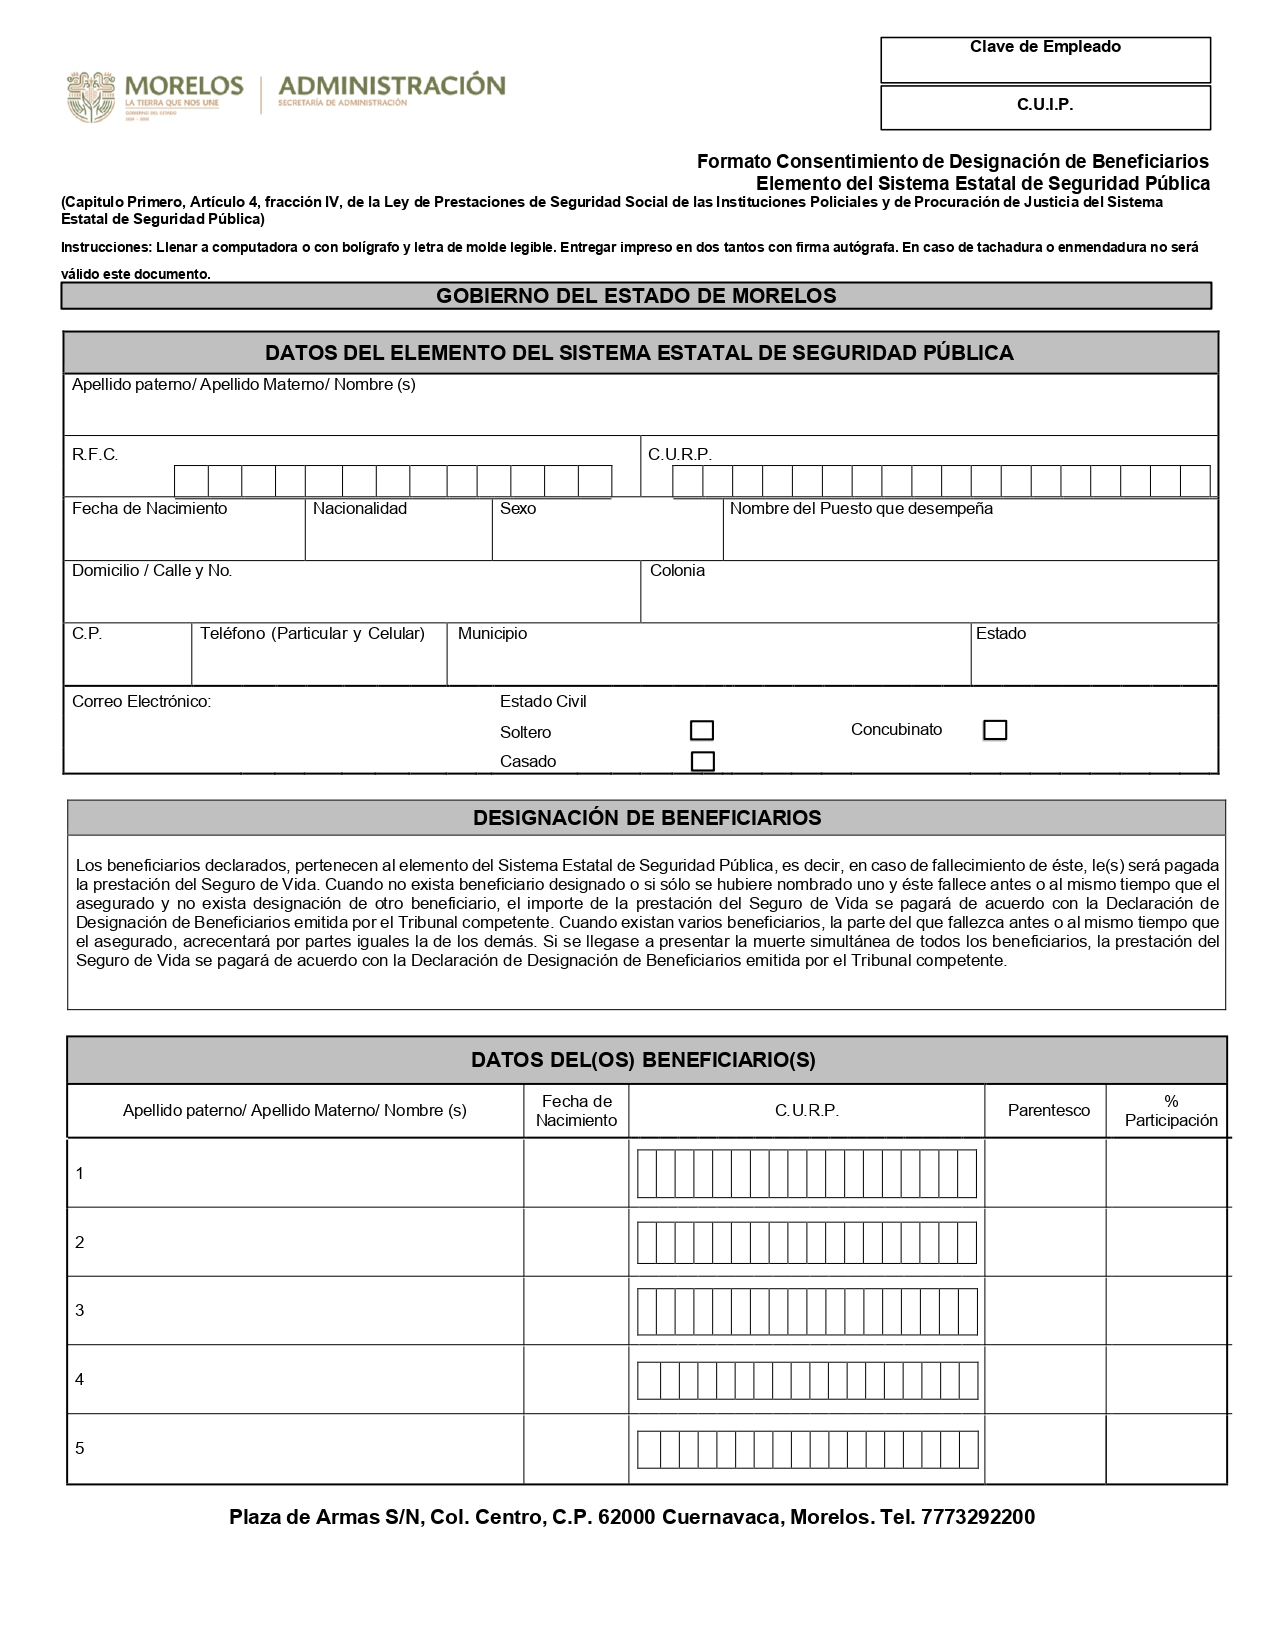 Clave de Empleado
C.U.I.P.
MORELOS
LA TIERRA QUE NOS UNE
GOBIERNO DEL ESTADO
ADMINISTRACIÓN
SECRETARÍA DE ADMINISTRACIÓN
Formato Consentimiento de Designación de Beneficiarios
Elemento del Sistema Estatal de Seguridad Pública
(Capitulo Primero, Artículo 4, fracción IV, de la Ley de Prestaciones de Seguridad Social de las Instituciones Policiales y de Procuración de Justicia del Sistema
Estatal de Seguridad Pública)
Instrucciones: Llenar a computadora o con bolígrafo y letra de molde legible. Entregar impreso en dos tantos con firma autógrafa. En caso de tachadura o enmendadura no será
válido este documento.
GOBIERNO DEL ESTADO DE MORELOS
DATOS DEL ELEMENTO DEL SISTEMA ESTATAL DE SEGURIDAD PÚBLICA
Apellido paterno/ Apellido Materno/ Nombre (s)
R.F.C. C.U.R.P.
Fecha de Nacimiento Nacionalidad Sexo Nombre del Puesto que desempeña
Domicilio / Calle y No. Colonia
C.P. Teléfono (Particular y Celular) Municipio Estado
Correo Electrónico: Estado Civil
Soltero Concubinato
Casado
DESIGNACIÓN DE BENEFICIARIOS
Los beneficiarios declarados, pertenecen al elemento del Sistema Estatal de Seguridad Pública, es decir, en caso de fallecimiento de éste, le(s) será pagada
la prestación del Seguro de Vida. Cuando no exista beneficiario designado o si sólo se hubiere nombrado uno y éste fallece antes o al mismo tiempo que el
asegurado y no exista designación de otro beneficiario, el importe de la prestación del Seguro de Vida se pagará de acuerdo con la Declaración de
Designación de Beneficiarios emitida por el Tribunal competente. Cuando existan varios beneficiarios, la parte del que fallezca antes o al mismo tiempo que
el asegurado, acrecentará por partes iguales la de los demás. Si se llegase a presentar la muerte simultánea de todos los beneficiarios, la prestación del
Seguro de Vida se pagará de acuerdo con la Declaración de Designación de Beneficiarios emitida por el Tribunal competente.
DATOS DEL(OS) BENEFICIARIO(S)
Apellido paterno/ Apellido Materno/ Nombre (s) Fecha de Nacimiento C.U.R.P. Parentesco % Participación
1
2
3
4
5
Plaza de Armas S/N, Col. Centro, C.P. 62000 Cuernavaca, Morelos. Tel. 7773292200